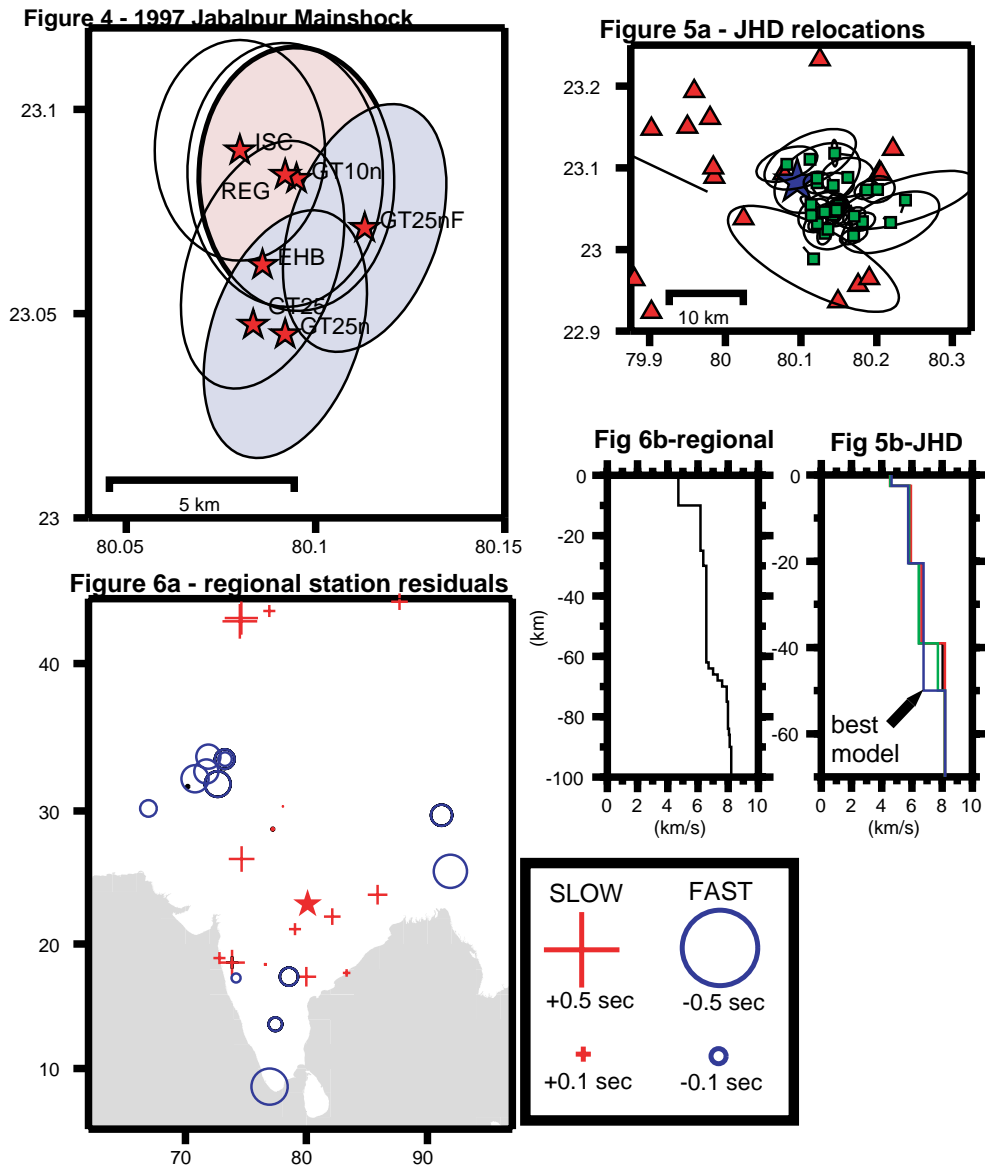 Figure 4 - 1997 Jabalpur Mainshock
23.1
23.05
23
ISC
REG
GT10n
GT25nF
EHB
GT25
GT25n
5 km
80.05
80.1
80.15
Figure 5a - JHD relocations
23.2
23.1
23
22.9
10 km
79.9
80
80.1
80.2
80.3
Fig 6b-regional
0
-20
-40
-60
-80
-100
(km)
0 2 4 6 8 10
(km/s)
Fig 5b-JHD
0
-20
-40
-60
best
model
0 2 4 6 8 10
(km/s)
Figure 6a - regional station residuals
40
30
20
10
70
80
90
SLOW
FAST
+0.5 sec
-0.5 sec
+0.1 sec
-0.1 sec